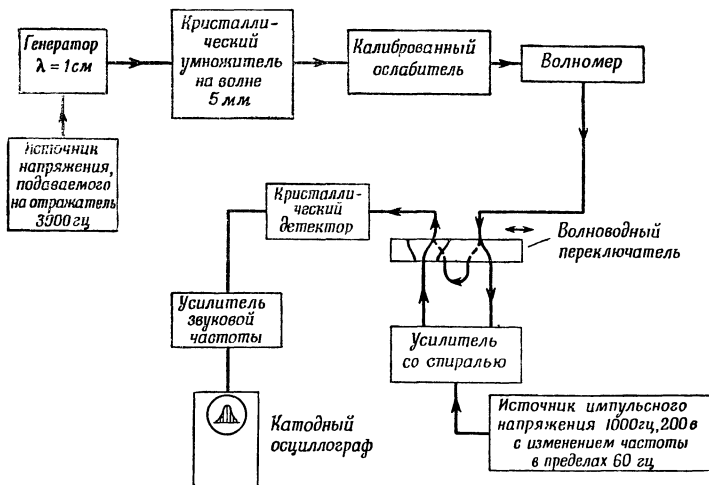 Генератор
λ = 1 см
Кристалли-
ческий
умножитель
на волне
5 мм
Калиброванный
ослабитель
Волномер
Источник
напряжения,
подаваемого
на отражатель
3900 гц
Кристалли-
ческий
детектор
Волноводный
переключатель
Усилитель
звуковой
частоты
Усилитель
со спиралью
Катодный
осциллограф
Источник импульсного
напряжения 1000гц, 200 в
с изменением частоты
в пределах 60 гц